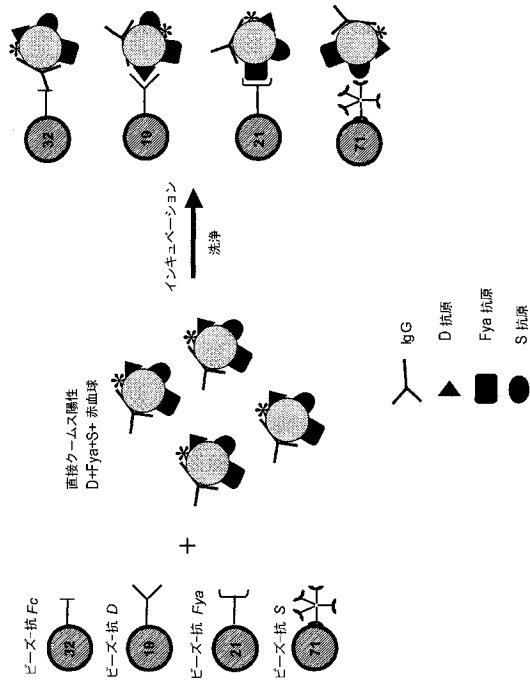 ビーズ-抗 Fc
32
ビーズ-抗 D
19
ビーズ-抗 Fya
21
ビーズ-抗 S
71
+
直接クームス陽性
D+Fya+S+ 赤血球
*
*
*
*
インキュベーション
洗浄
32
*
19
*
21
*
71
*
IgG
D 抗原
Fya 抗原
S 抗原